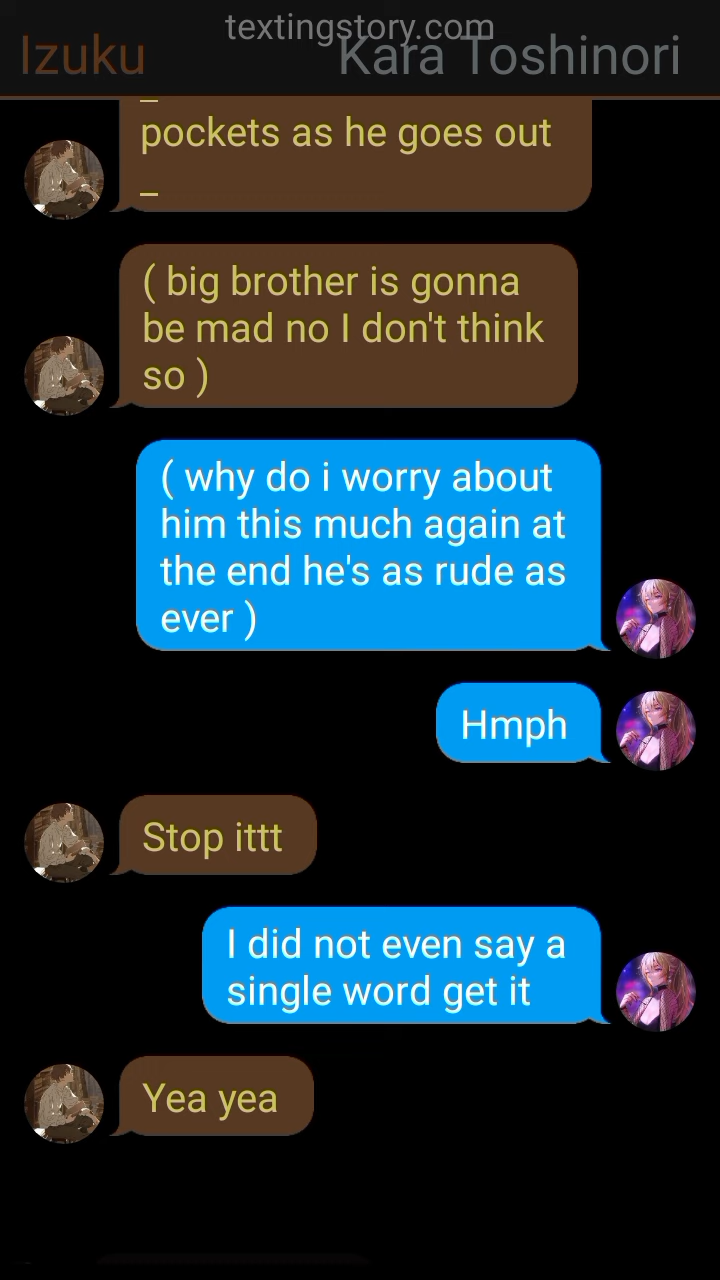 textingstory.com
Izuku
Kara Toshinori
_
pockets as he goes out
_
( big brother is gonna
be mad no I don't think
so )
( why do i worry about
him this much again at
the end he's as rude as
ever )
Hmph
Stop ittt
I did not even say a
single word get it
Yea yea